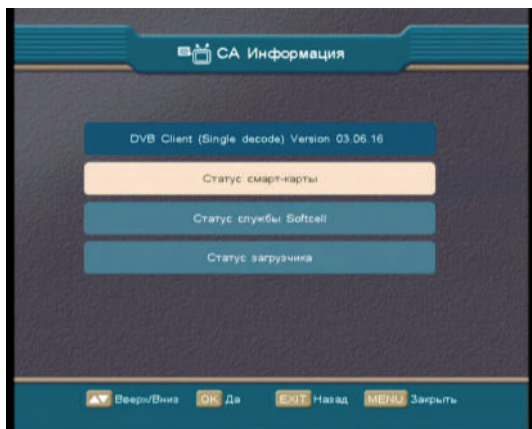 СА Информация
DVB Client (Single decode) Version 03.06.16
Статус смарт-карты
Статус службы Softcell
Статус загрузчика
Вверх/Вниз OK Да EXIT Назад MENU Закрыть